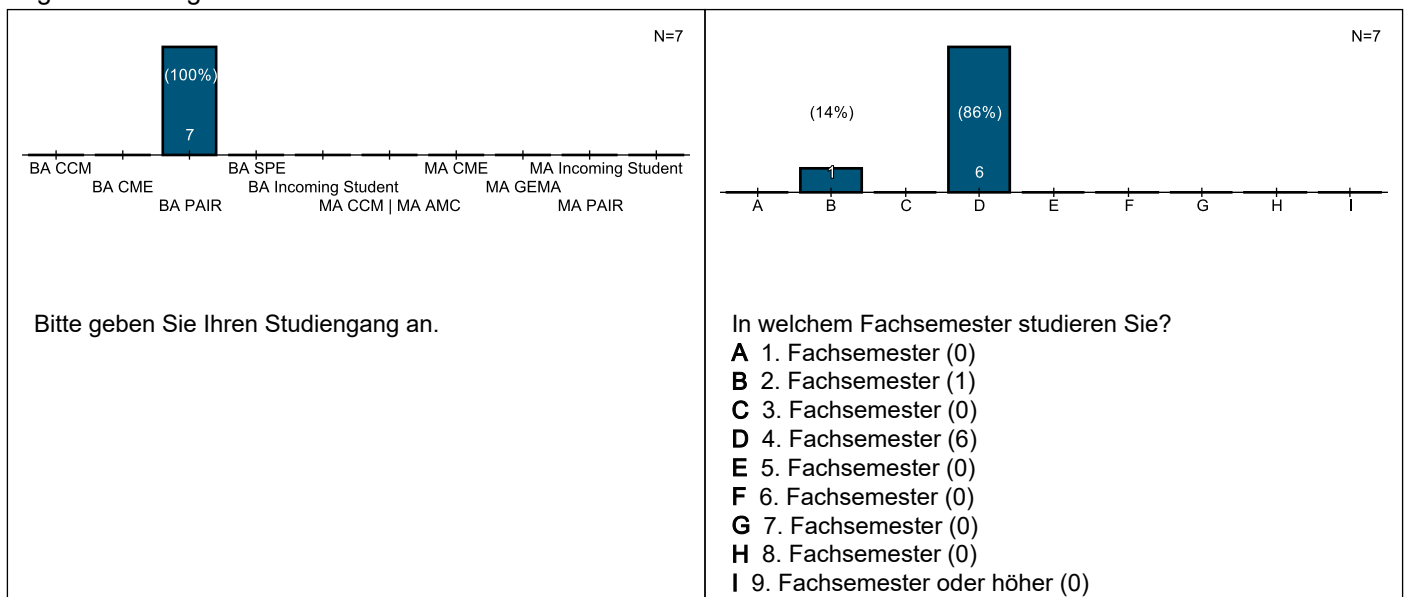 N=7
(100%)
7
BA CCM
BA CME
BA PAIR
BA SPE
BA Incoming Student
MA CCM | MA AMC
MA CME
MA GEMA
MA PAIR
MA Incoming Student
Bitte geben Sie Ihren Studiengang an.
N=7
(14%)
(86%)
1
6
A B C D E F G H I
In welchem Fachsemester studieren Sie?
A 1. Fachsemester (0)
B 2. Fachsemester (1)
C 3. Fachsemester (0)
D 4. Fachsemester (6)
E 5. Fachsemester (0)
F 6. Fachsemester (0)
G 7. Fachsemester (0)
H 8. Fachsemester (0)
I 9. Fachsemester oder höher (0)